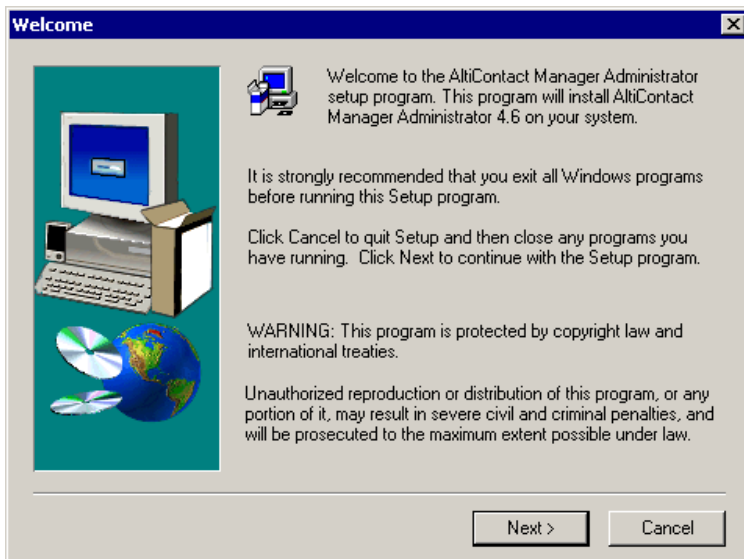 Welcome
Welcome to the AltiContact Manager Administrator
setup program. This program will install AltiContact
Manager Administrator 4.6 on your system.
It is strongly recommended that you exit all Windows programs
before running this Setup program.
Click Cancel to quit Setup and then close any programs you
have running. Click Next to continue with the Setup program.
WARNING: This program is protected by copyright law and
international treaties.
Unauthorized reproduction or distribution of this program, or any
portion of it, may result in severe civil and criminal penalties, and
will be prosecuted to the maximum extent possible under law.
Next >
Cancel